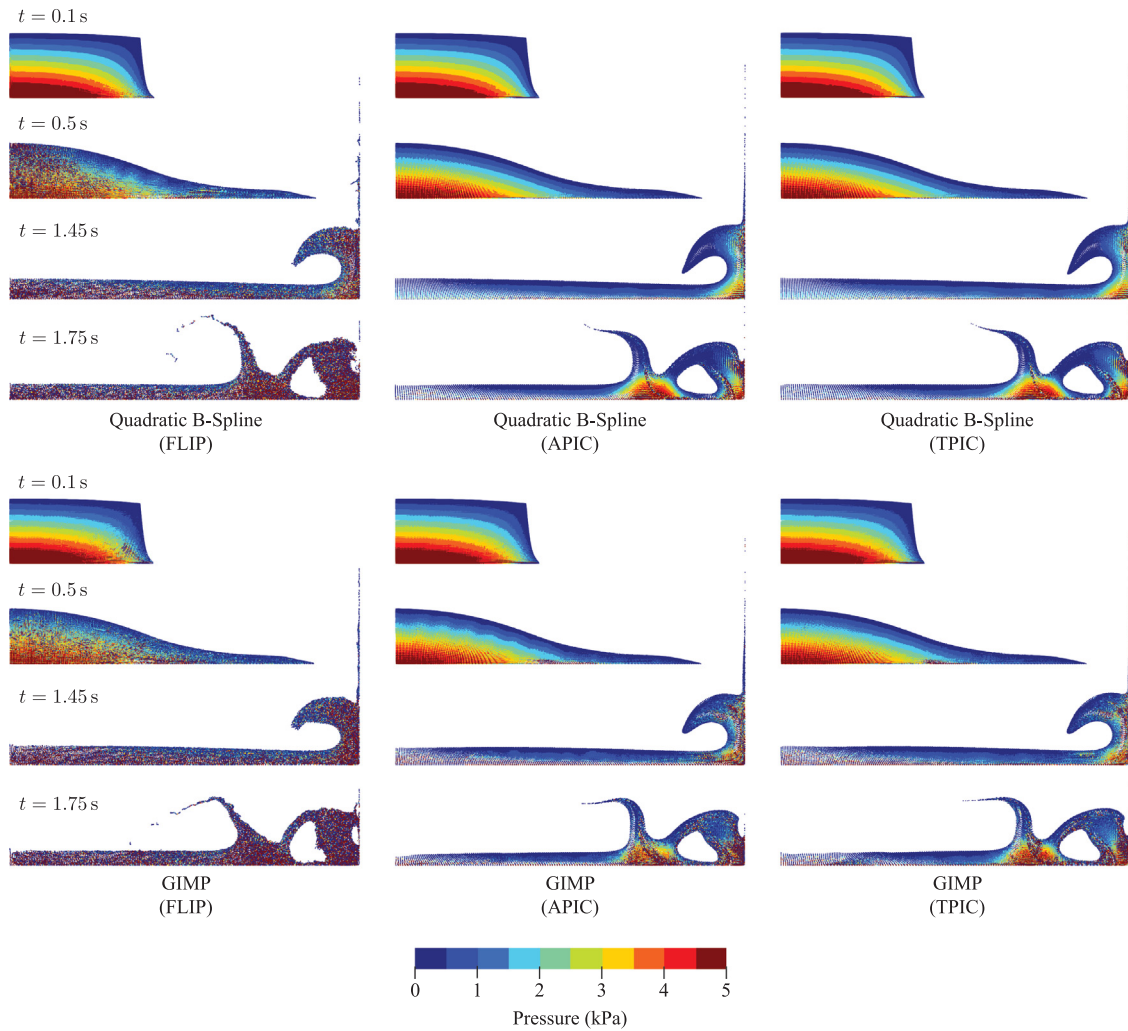 t = 0.1 s
t = 0.5 s
t = 1.45 s
t = 1.75 s
Quadratic B-Spline
(FLIP)
Quadratic B-Spline
(APIC)
Quadratic B-Spline
(TPIC)
t = 0.1 s
t = 0.5 s
t = 1.45 s
t = 1.75 s
GIMP
(FLIP)
GIMP
(APIC)
GIMP
(TPIC)
0 1 2 3 4 5
Pressure (kPa)